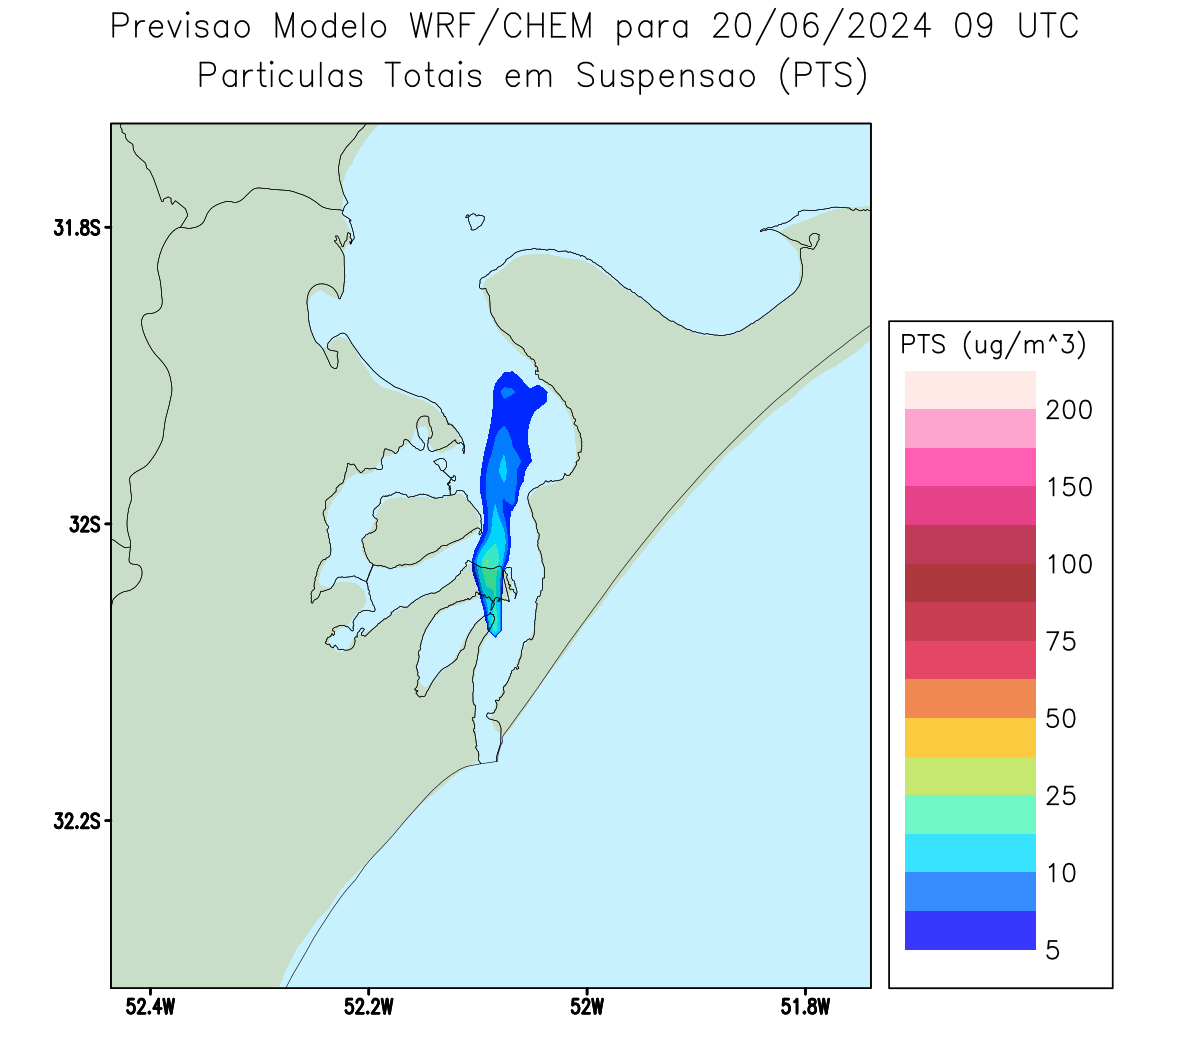 Previsao Modelo WRF/CHEM para 20/06/2024 09 UTC
Particulas Totais em Suspensao (PTS)
31.8S
32S
32.2S
52.4W
52.2W
52W
51.8W
PTS (ug/m^3)
200
150
100
75
50
25
10
5